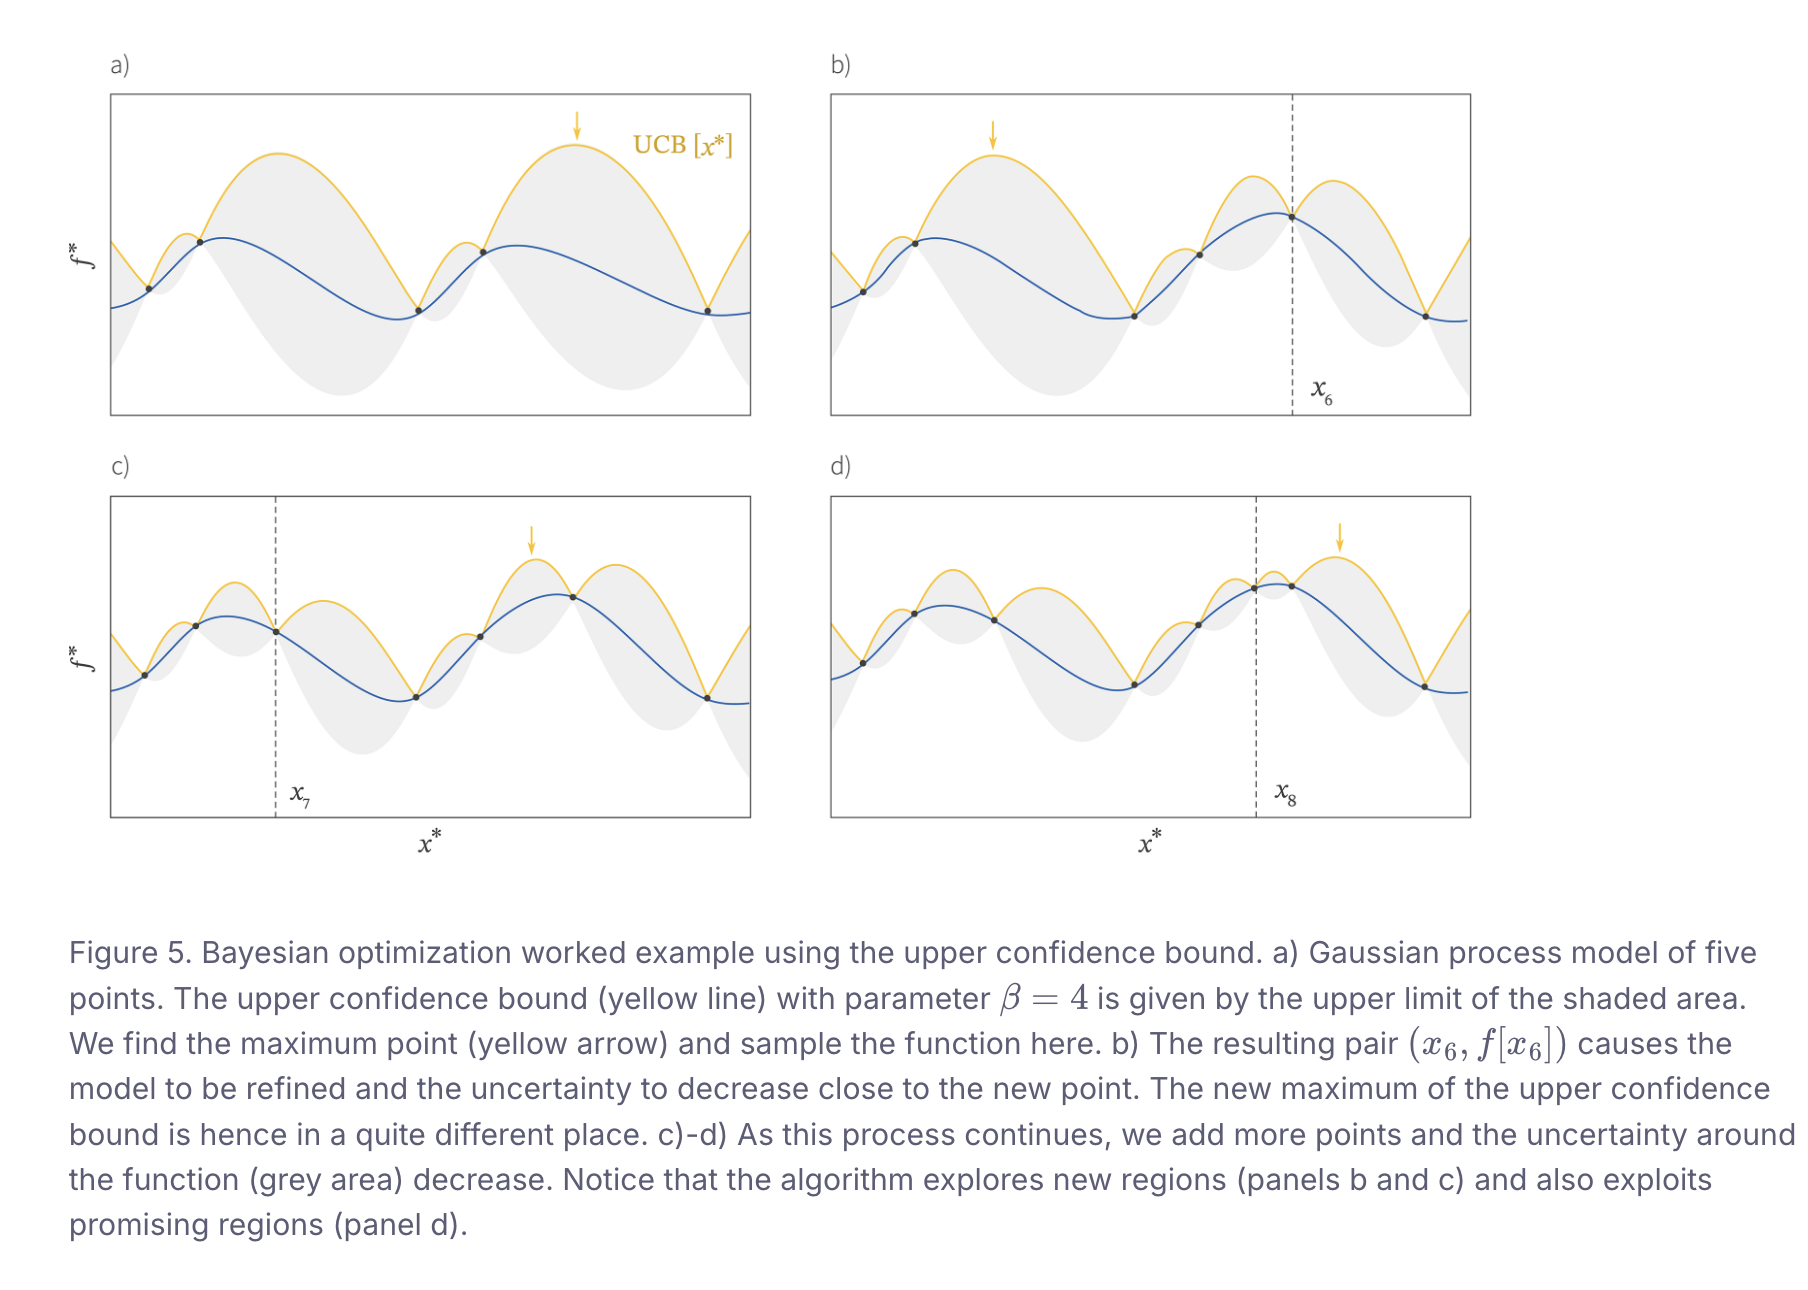 a)
b)
UCB [x*]
f*
x₆
c)
d)
f*
x₇
x₈
x*
x*
Figure 5. Bayesian optimization worked example using the upper confidence bound. a) Gaussian process model of five
points. The upper confidence bound (yellow line) with parameter β = 4 is given by the upper limit of the shaded area.
We find the maximum point (yellow arrow) and sample the function here. b) The resulting pair (x₆, f[x₆]) causes the
model to be refined and the uncertainty to decrease close to the new point. The new maximum of the upper confidence
bound is hence in a quite different place. c)-d) As this process continues, we add more points and the uncertainty around
the function (grey area) decrease. Notice that the algorithm explores new regions (panels b and c) and also exploits
promising regions (panel d).